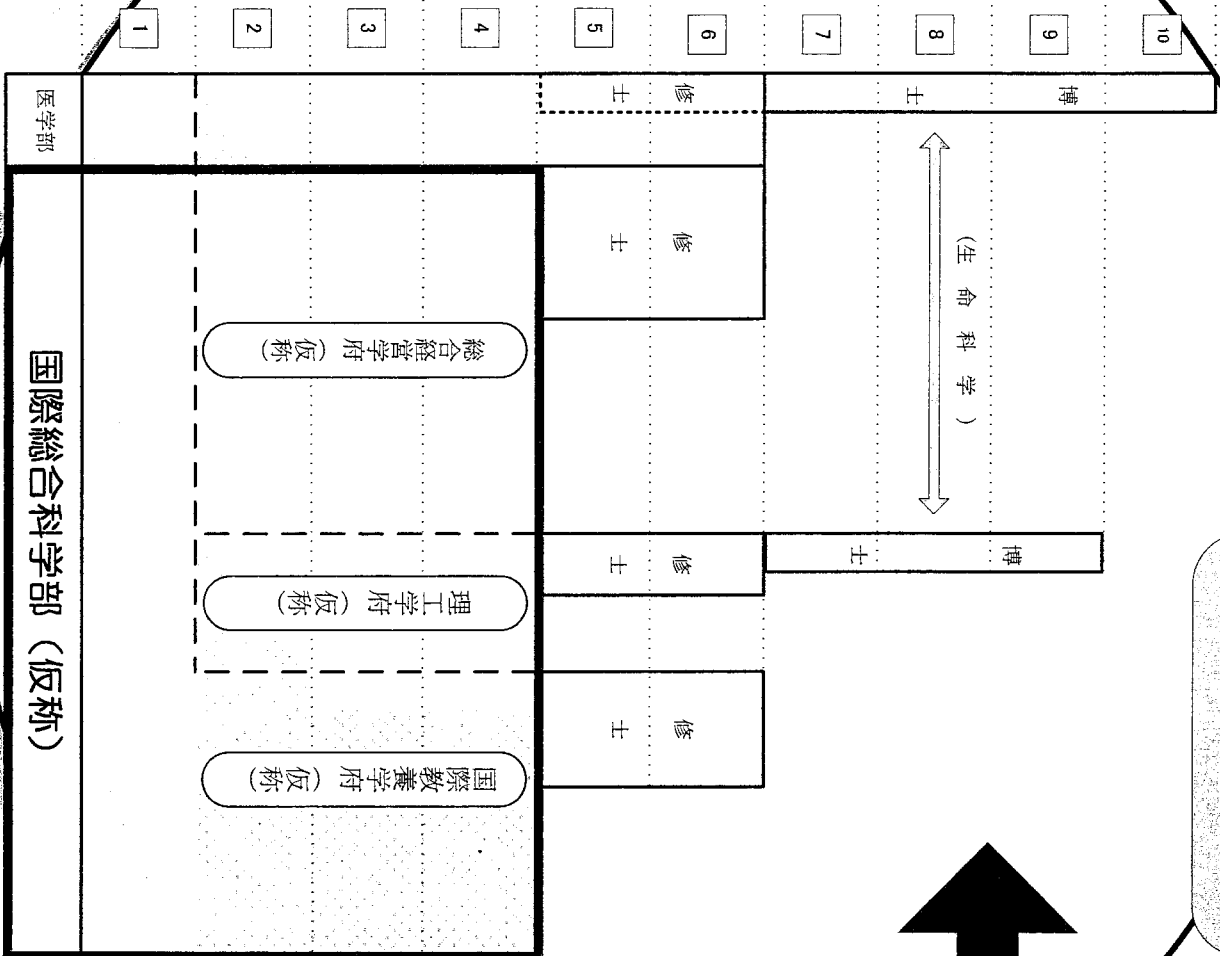 10
9
8
7
6
5
4
3
2
1
博士
修士
医学部
(生命科学)
修士
総合経営学府(仮称)
博士
修士
理工学府(仮称)
修士
国際教養学府(仮称)
国際総合科学部(仮称)